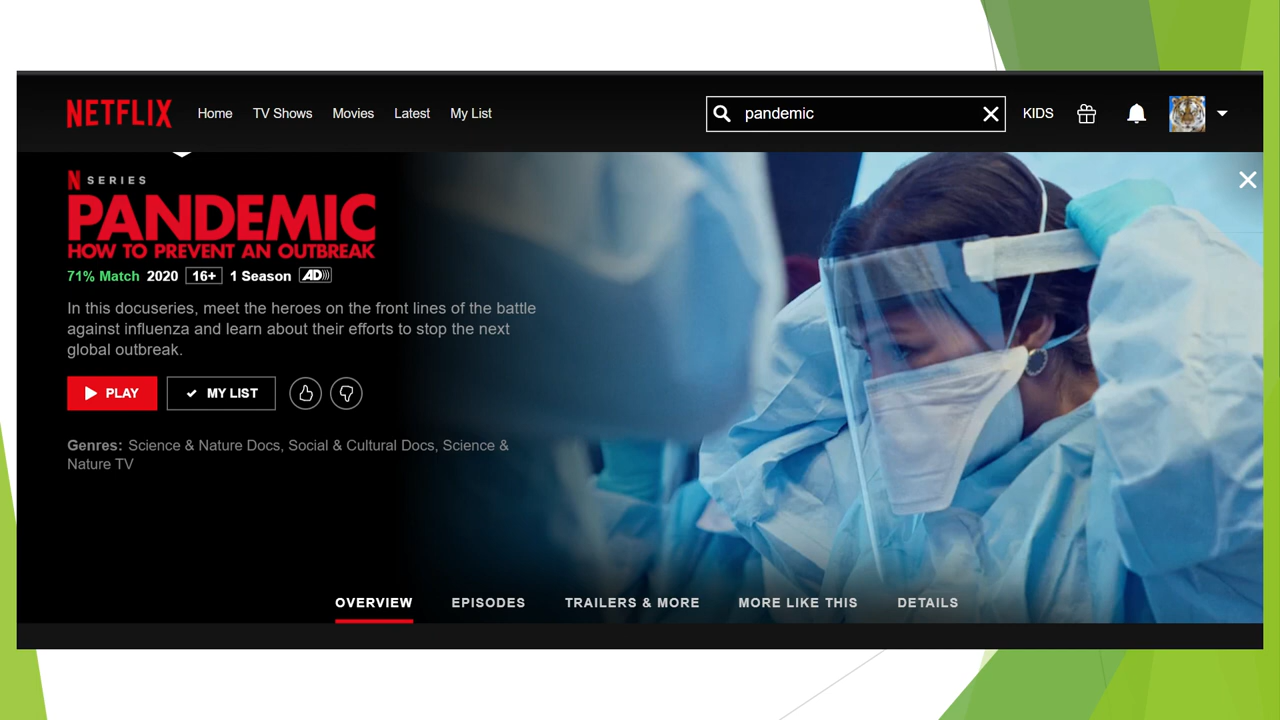 NETFLIX Home TV Shows Movies Latest My List pandemic KIDS
N SERIES
PANDEMIC
HOW TO PREVENT AN OUTBREAK
71% Match 2020 16+ 1 Season AD
In this docuseries, meet the heroes on the front lines of the battle
against influenza and learn about their efforts to stop the next
global outbreak.
PLAY MY LIST
Genres: Science & Nature Docs, Social & Cultural Docs, Science &
Nature TV
OVERVIEW EPISODES TRAILERS & MORE MORE LIKE THIS DETAILS